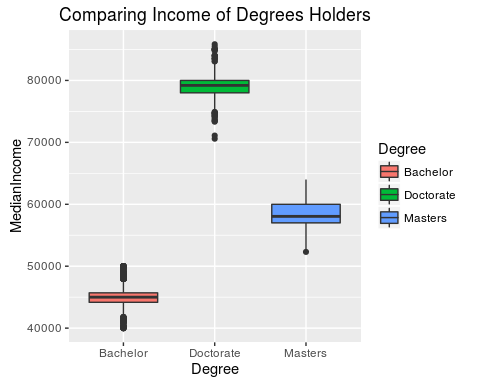 Comparing Income of Degrees Holders
MedianIncome
80000
70000
60000
50000
40000
Bachelor Doctorate Masters
Degree
Degree
Bachelor
Doctorate
Masters